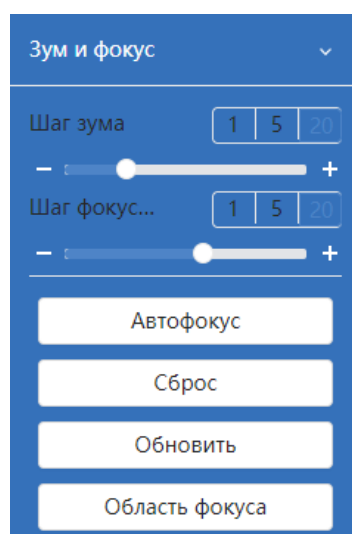 Зум и фокус
Шаг зума 1 5 20
− +
Шаг фокус... 1 5 20
− +
Автофокус
Сброс
Обновить
Область фокуса